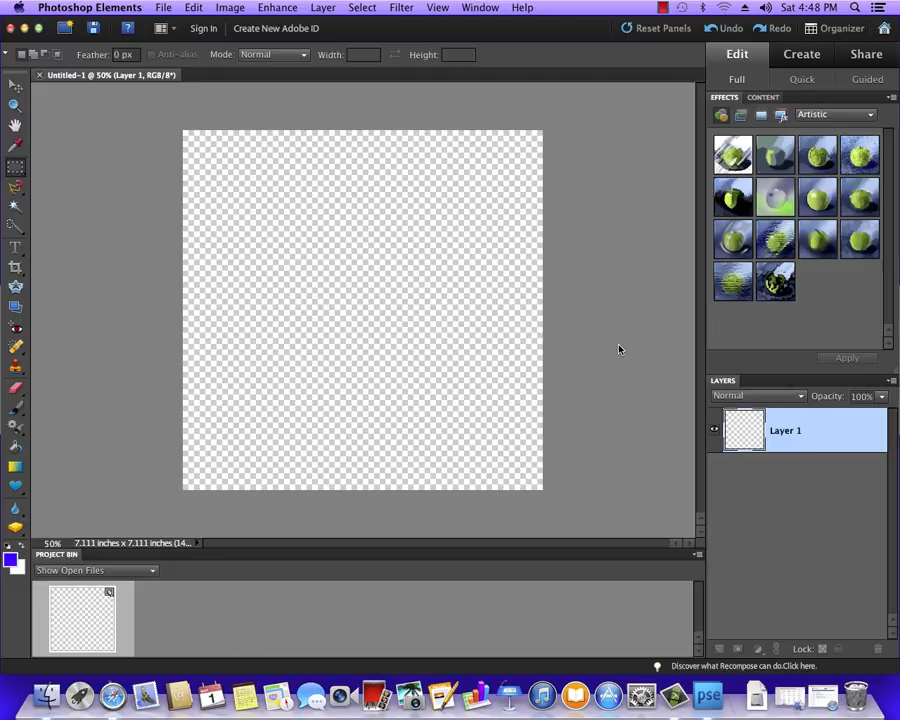 Photoshop Elements File Edit Image Enhance Layer Select Filter View Window Help Sat 4:48 PM
Sign In Create New Adobe ID Reset Panels Undo Redo Organizer
Feather: 0 px Anti-alias Mode: Normal Width: Height:
Edit Create Share
Untitled-1 @ 50% (Layer 1, RGB/8*)
Full Quick Guided
EFFECTS CONTENT
Artistic
Apply
LAYERS
Normal Opacity: 100%
Layer 1
50% 7.111 inches x 7.111 inches (14...
PROJECT BIN
Show Open Files
Lock:
Discover what Recompose can do.Click here.
pse